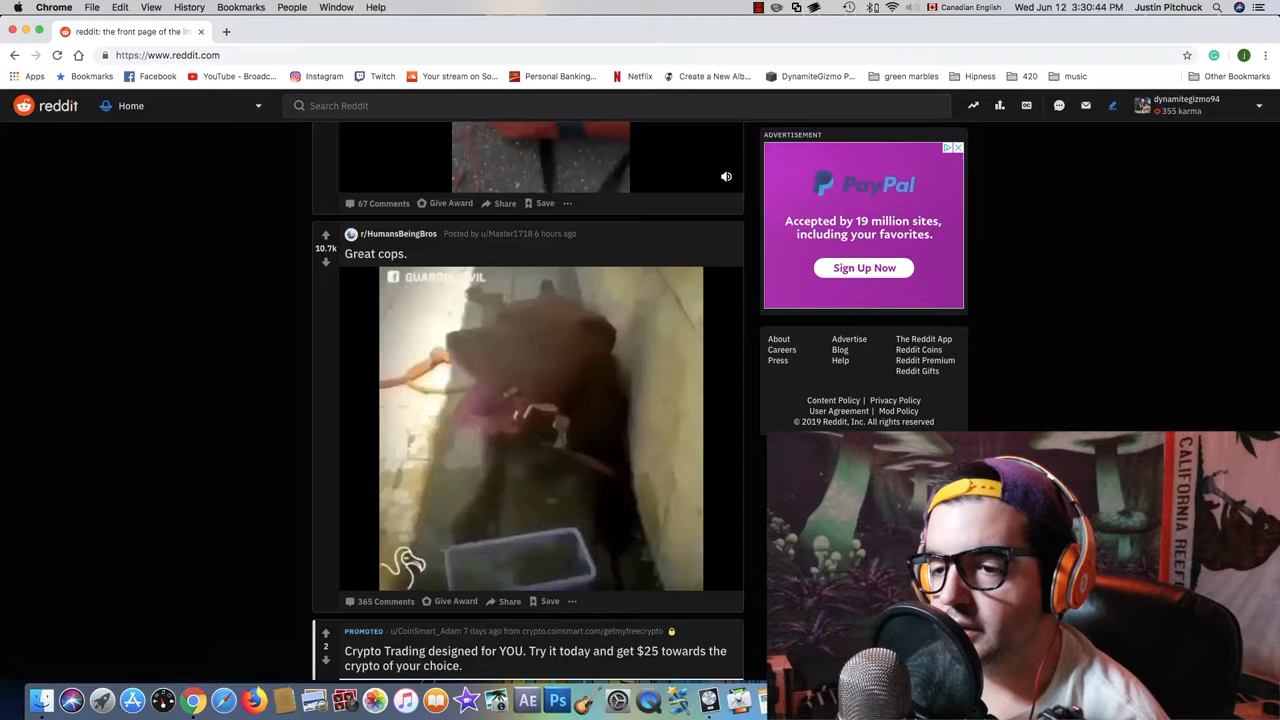 Chrome File Edit View History Bookmarks People Window Help
Canadian English Wed Jun 12 3:30:44 PM Justin Pitchuck
reddit: the front page of the in
https://www.reddit.com
j
Apps Bookmarks Facebook YouTube - Broadc... Instagram Twitch Your stream on So... Personal Banking... Netflix Create a New Alb... DynamiteGizmo P... green marbles Hipness 420 music Other Bookmarks
reddit Home Search Reddit dynamitegizmo94
355 karma
ADVERTISEMENT
PayPal
Accepted by 19 million sites,
including your favorites.
Sign Up Now
67 Comments Give Award Share Save
10.7k
r/HumansBeingBros · Posted by u/Master1718 6 hours ago
Great cops.
GUARDIA CIVIL
365 Comments Give Award Share Save
About Advertise The Reddit App
Careers Blog Reddit Coins
Press Help Reddit Premium
Reddit Gifts
Content Policy | Privacy Policy
User Agreement | Mod Policy
© 2019 Reddit, Inc. All rights reserved
2
PROMOTED · u/CoinSmart_Adam 7 days ago from crypto.coinsmart.com/getmyfreecrypto
Crypto Trading designed for YOU. Try it today and get $25 towards the
crypto of your choice.
CALIFORNIA REEF
AE Ps